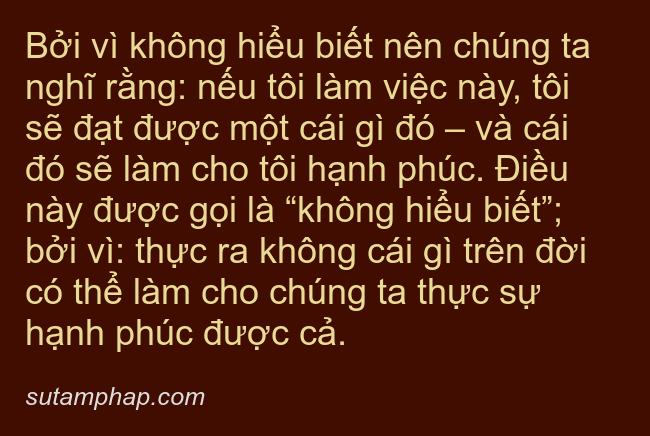 Bởi vì không hiểu biết nên chúng ta
nghĩ rằng: nếu tôi làm việc này, tôi
sẽ đạt được một cái gì đó – và cái
đó sẽ làm cho tôi hạnh phúc. Điều
này được gọi là “không hiểu biết”;
bởi vì: thực ra không cái gì trên đời
có thể làm cho chúng ta thực sự
hạnh phúc được cả.
sutamphap.com